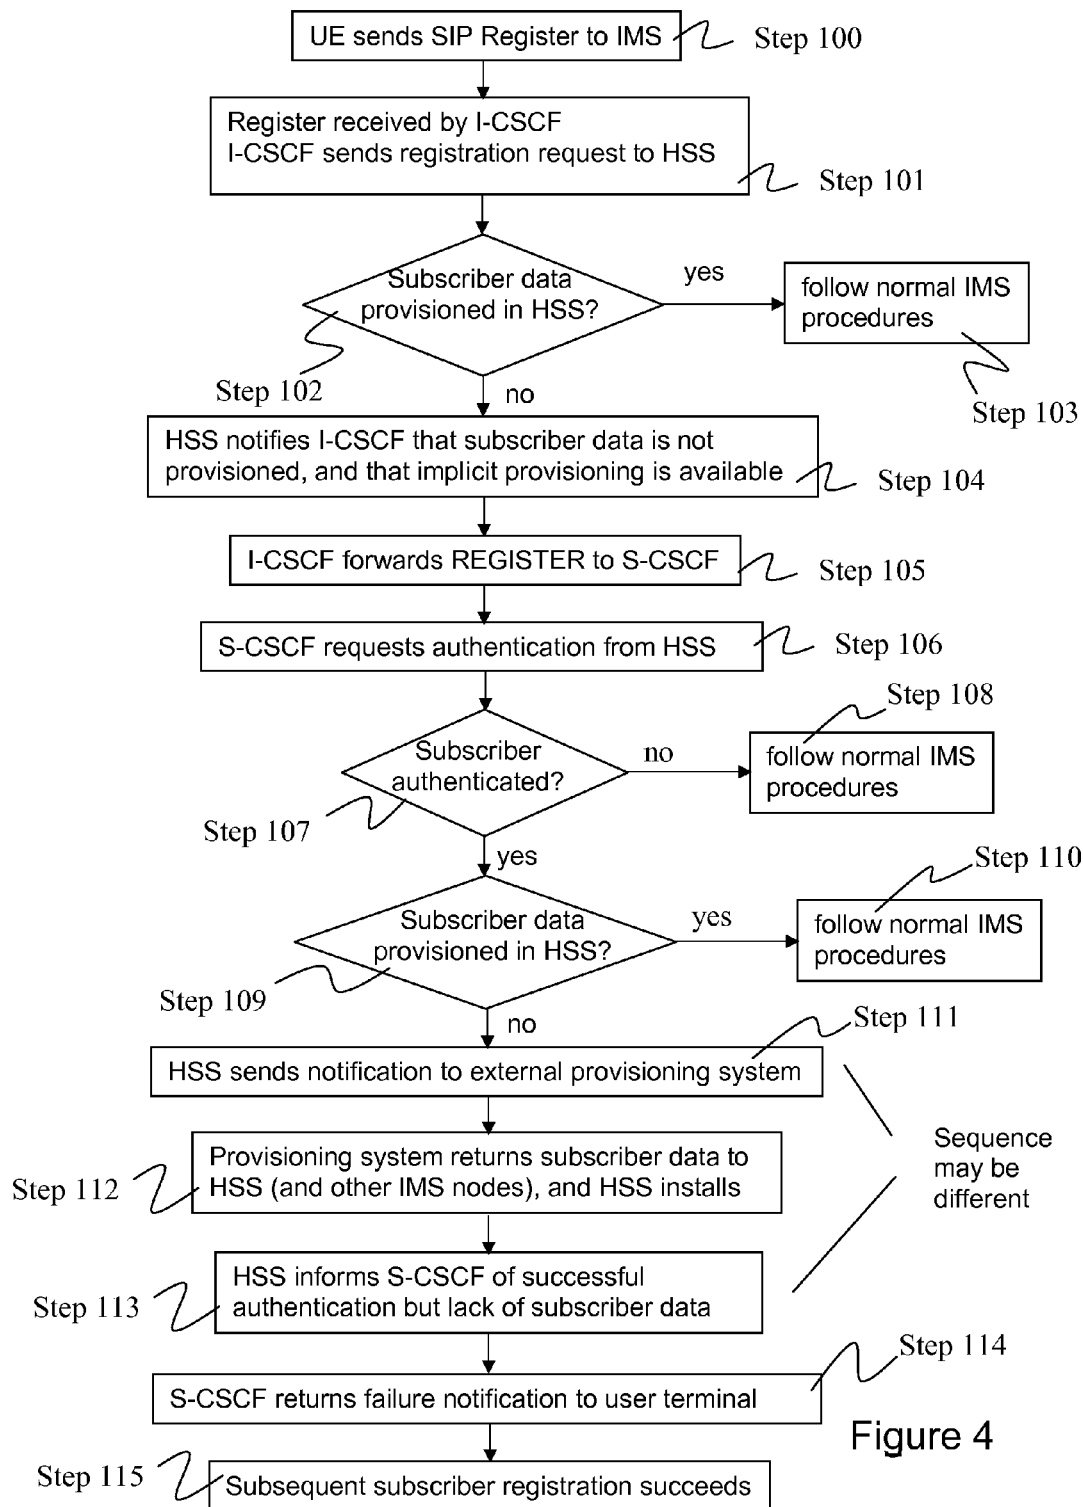 UE sends SIP Register to IMS
Step 100
Register received by I-CSCF
I-CSCF sends registration request to HSS
Step 101
Subscriber data
provisioned in HSS?
yes
follow normal IMS
procedures
Step 102
Step 103
no
HSS notifies I-CSCF that subscriber data is not
provisioned, and that implicit provisioning is available
Step 104
I-CSCF forwards REGISTER to S-CSCF
Step 105
S-CSCF requests authentication from HSS
Step 106
Step 108
Subscriber
authenticated?
no
follow normal IMS
procedures
Step 107
yes
Step 110
Subscriber data
provisioned in HSS?
yes
follow normal IMS
procedures
Step 109
no
Step 111
HSS sends notification to external provisioning system
Provisioning system returns subscriber data to
HSS (and other IMS nodes), and HSS installs
Step 112
Sequence
may be
different
HSS informs S-CSCF of successful
authentication but lack of subscriber data
Step 113
Step 114
S-CSCF returns failure notification to user terminal
Figure 4
Step 115
Subsequent subscriber registration succeeds